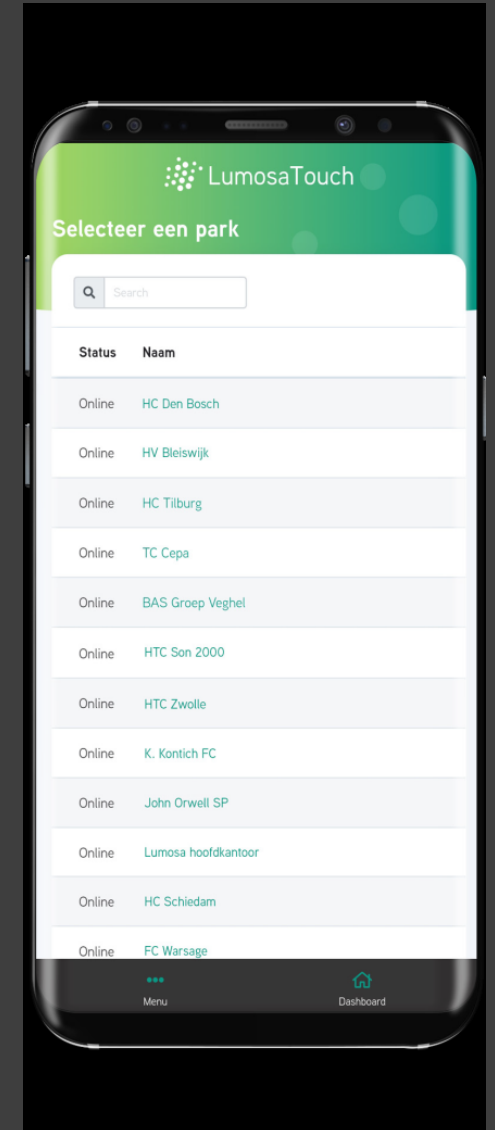 LumosaTouch
Selecteer een park
Search
Status Naam
Online HC Den Bosch
Online HV Bleiswijk
Online HC Tilburg
Online TC Cepa
Online BAS Groep Veghel
Online HTC Son 2000
Online HTC Zwolle
Online K. Kontich FC
Online John Orwell SP
Online Lumosa hoofdkantoor
Online HC Schiedam
Online FC Warsage
Menu Dashboard